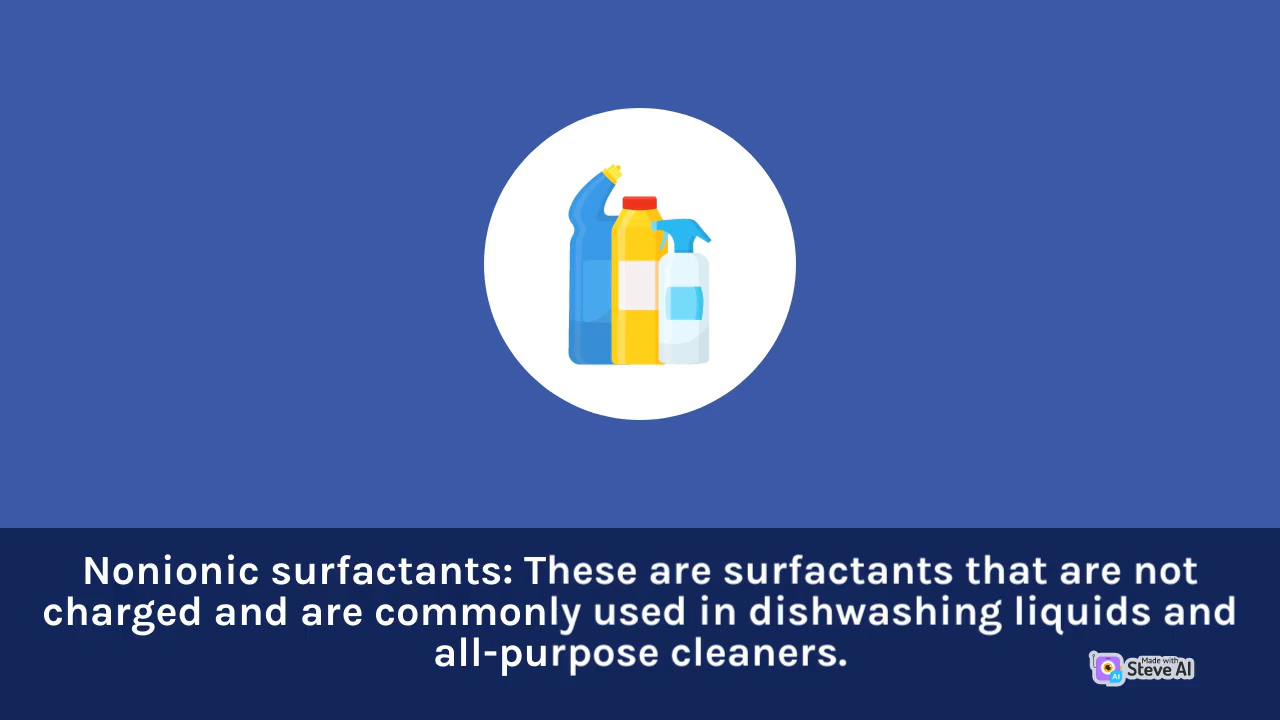 Nonionic surfactants: These are surfactants that are not
charged and are commonly used in dishwashing liquids and
all-purpose cleaners.
Made with
Steve AI
AI